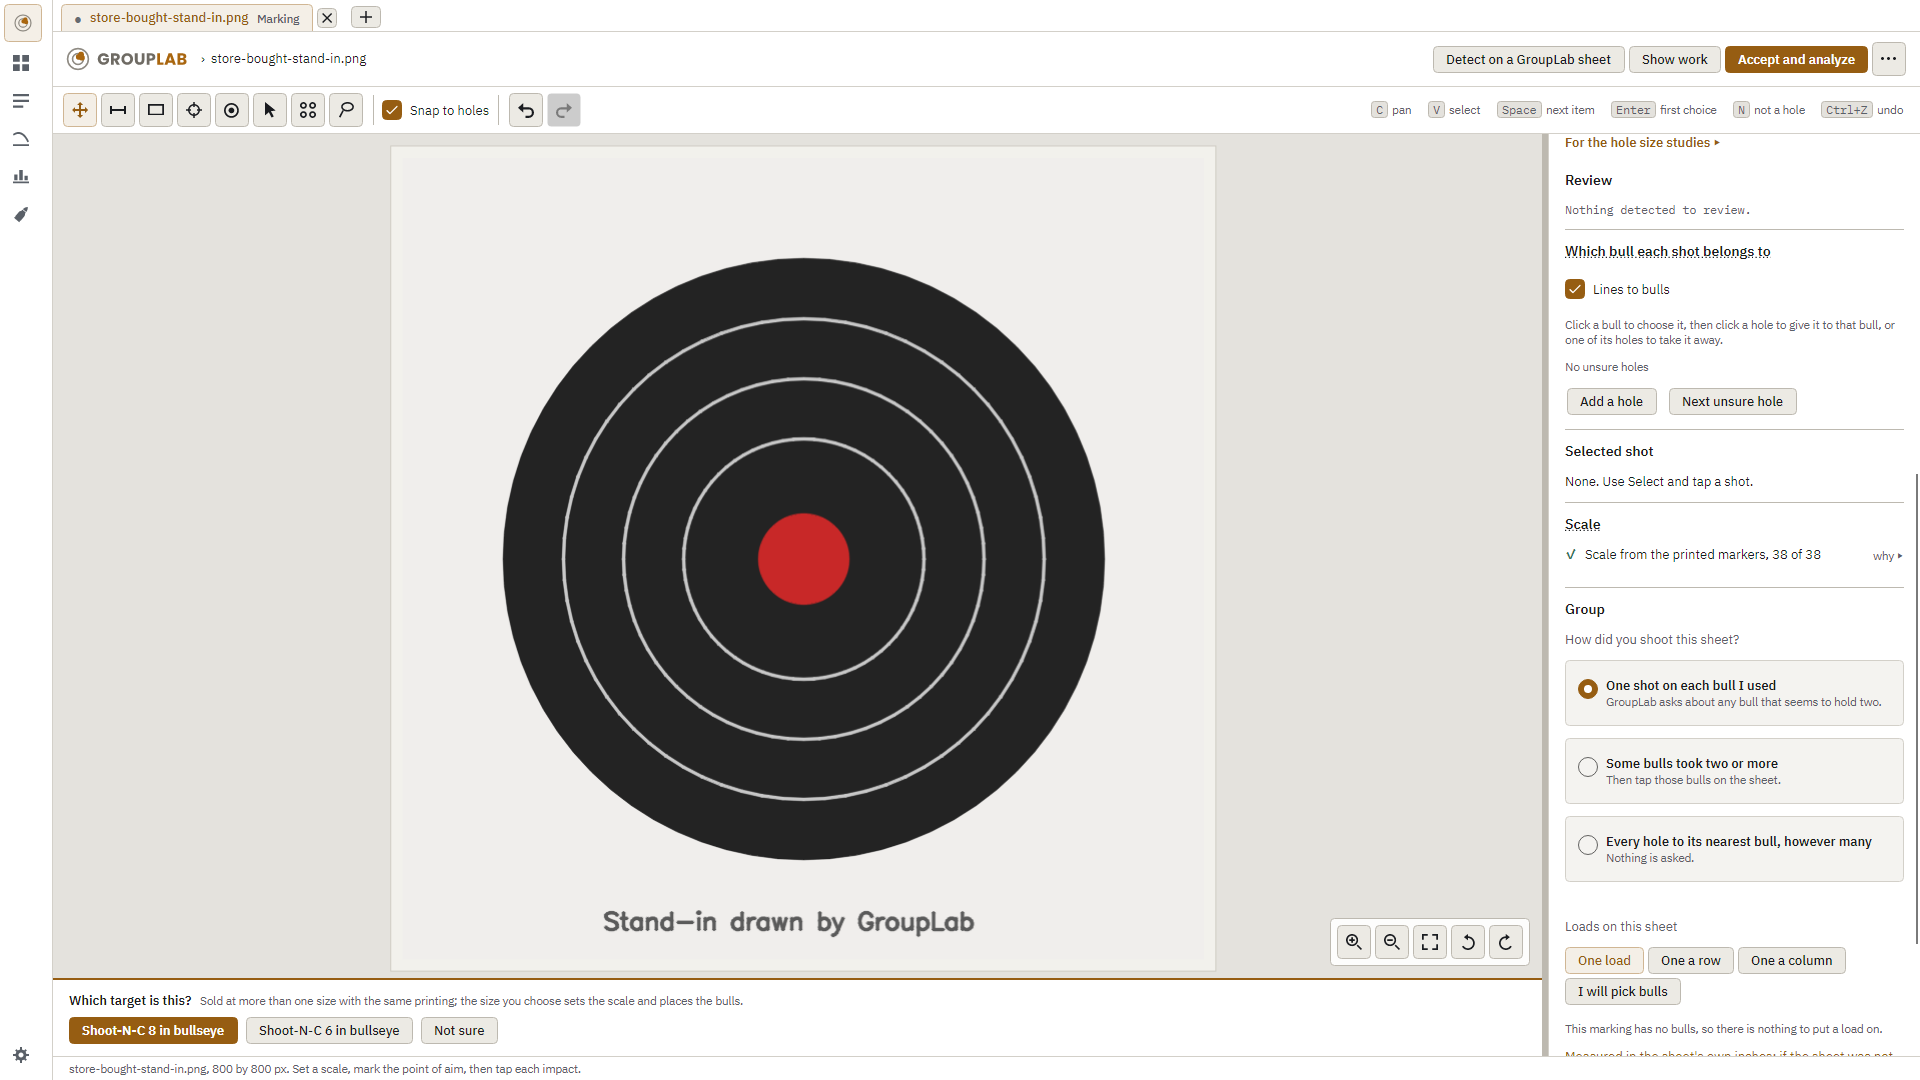 store-bought-stand-in.png Marking
GROUPLAB › store-bought-stand-in.png
Detect on a GroupLab sheet
Show work
Accept and analyze
Snap to holes
C pan
V select
Space next item
Enter first choice
N not a hole
Ctrl+Z undo
Stand-in drawn by GroupLab
For the hole size studies ▸
Review
Nothing detected to review.
Which bull each shot belongs to
Lines to bulls
Click a bull to choose it, then click a hole to give it to that bull, or
one of its holes to take it away.
No unsure holes
Add a hole
Next unsure hole
Selected shot
None. Use Select and tap a shot.
Scale
√ Scale from the printed markers, 38 of 38
why ▸
Group
How did you shoot this sheet?
One shot on each bull I used
GroupLab asks about any bull that seems to hold two.
Some bulls took two or more
Then tap those bulls on the sheet.
Every hole to its nearest bull, however many
Nothing is asked.
Loads on this sheet
One load
One a row
One a column
I will pick bulls
This marking has no bulls, so there is nothing to put a load on.
Measured in the sheet's own inches; if the sheet was not
Which target is this? Sold at more than one size with the same printing; the size you choose sets the scale and places the bulls.
Shoot-N-C 8 in bullseye
Shoot-N-C 6 in bullseye
Not sure
store-bought-stand-in.png, 800 by 800 px. Set a scale, mark the point of aim, then tap each impact.